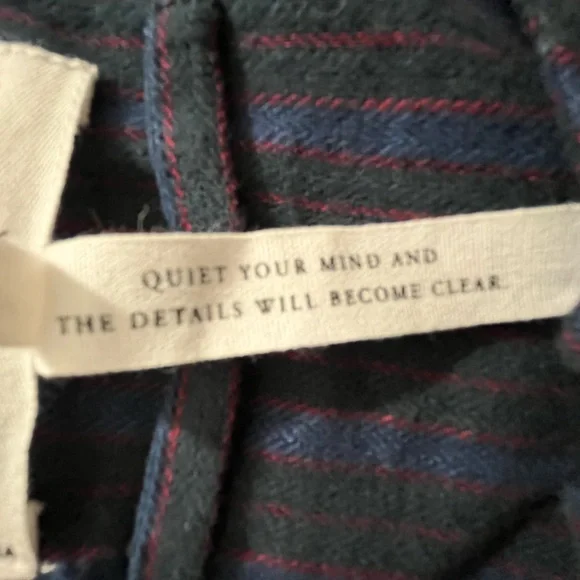 QUIET YOUR MIND AND
THE DETAILS WILL BECOME CLEAR.